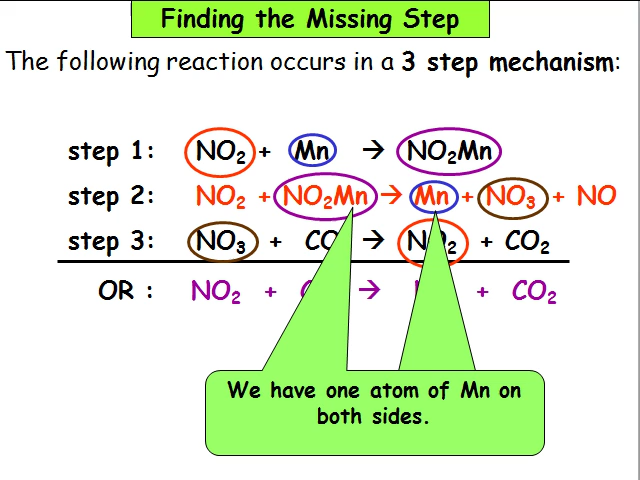 Finding the Missing Step
The following reaction occurs in a 3 step mechanism:
step 1: NO₂ + Mn → NO₂Mn
step 2: NO₂ + NO₂Mn → Mn + NO₃ + NO
step 3: NO₃ + CO → NO₂ + CO₂
OR : NO₂ + → + CO₂
We have one atom of Mn on
both sides.